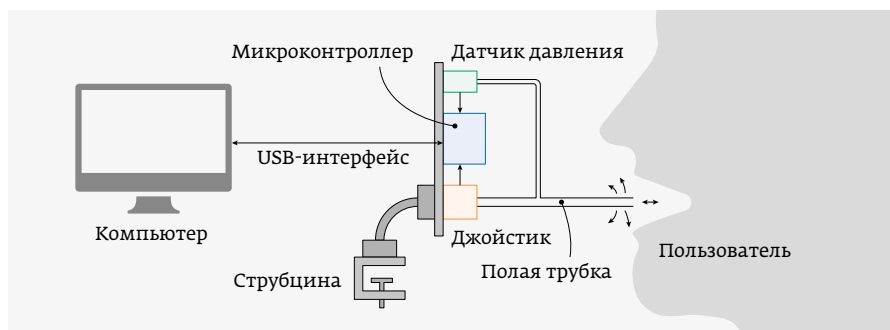 Микроконтроллер
Датчик давления
USB-интерфейс
Компьютер
Джойстик
Пользователь
Струбцина
Полая трубка